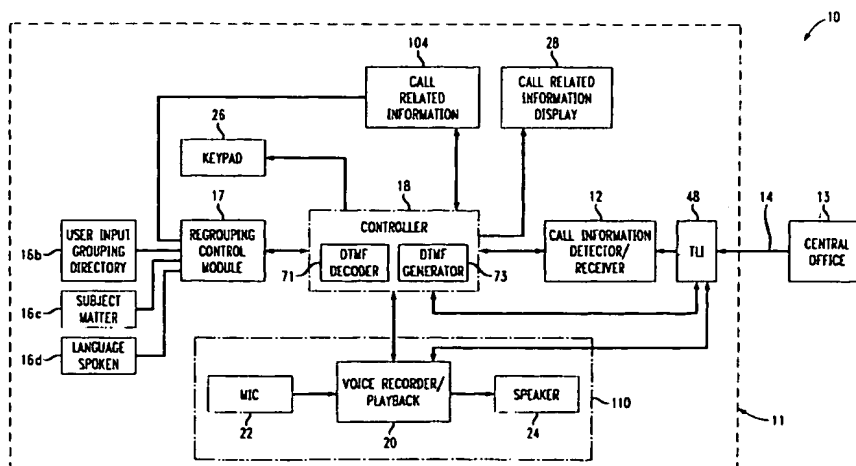 10
104
CALL
RELATED
INFORMATION
28
CALL RELATED
INFORMATION
DISPLAY
26
KEYPAD
17
REGROUPING
CONTROL
MODULE
18
CONTROLLER
DTMF
DECODER
71
DTMF
GENERATOR
73
12
CALL INFORMATION
DETECTOR/
RECEIVER
48
TLI
14
13
CENTRAL
OFFICE
USER INPUT
GROUPING
DIRECTORY
16b
SUBJECT
MATTER
16c
LANGUAGE
SPOKEN
16d
MIC
22
VOICE RECORDER/
PLAYBACK
20
SPEAKER
24
110
11